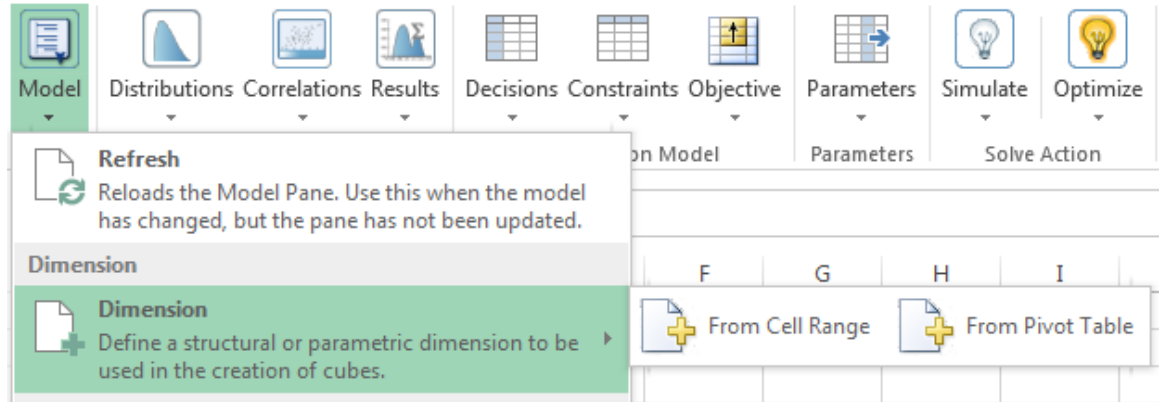 Model Distributions Correlations Results Decisions Constraints Objective Parameters Simulate Optimize
Refresh
on Model Parameters Solve Action
Reloads the Model Pane. Use this when the model
has changed, but the pane has not been updated.
Dimension
F G H I
Dimension
From Cell Range From Pivot Table
Define a structural or parametric dimension to be
used in the creation of cubes.